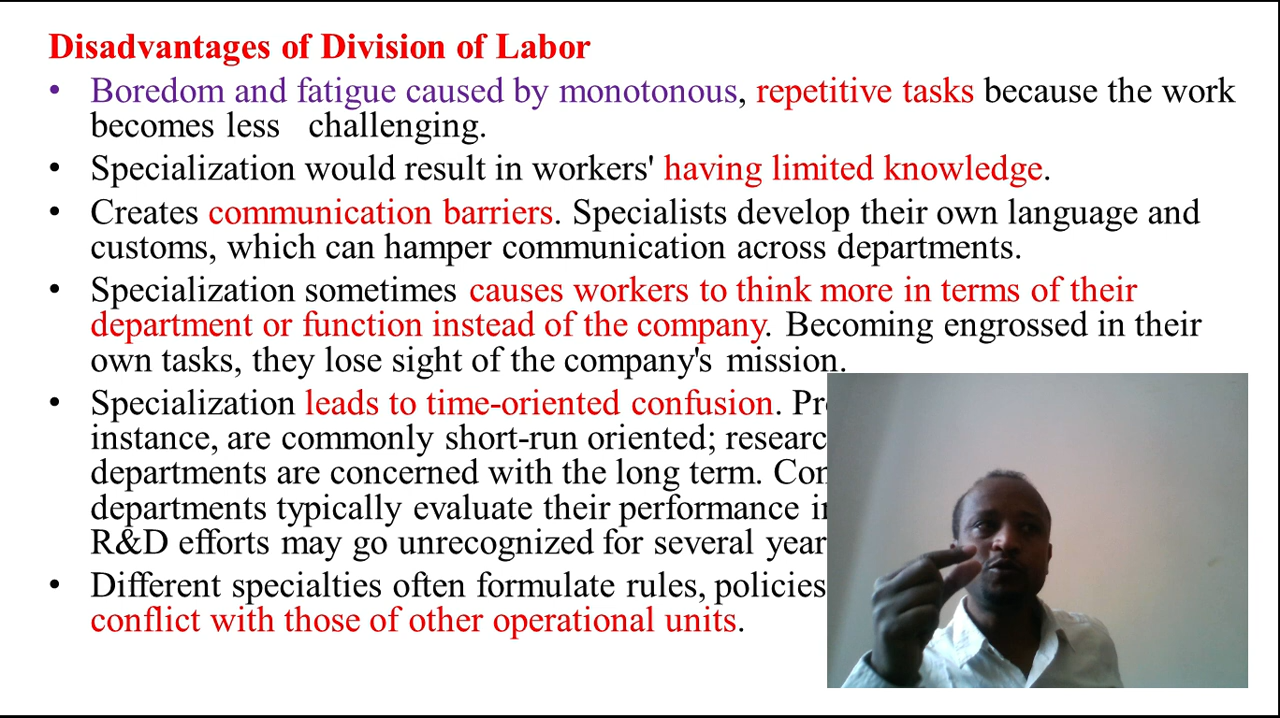 Disadvantages of Division of Labor
• Boredom and fatigue caused by monotonous, repetitive tasks because the work
becomes less challenging.
• Specialization would result in workers' having limited knowledge.
• Creates communication barriers. Specialists develop their own language and
customs, which can hamper communication across departments.
• Specialization sometimes causes workers to think more in terms of their
department or function instead of the company. Becoming engrossed in their
own tasks, they lose sight of the company's mission.
• Specialization leads to time-oriented confusion.
instance, are commonly short-run oriented;
departments are concerned with the long term.
departments typically evaluate their performance
R&D efforts may go unrecognized for several
• Different specialties often formulate rules, policies
conflict with those of other operational units.